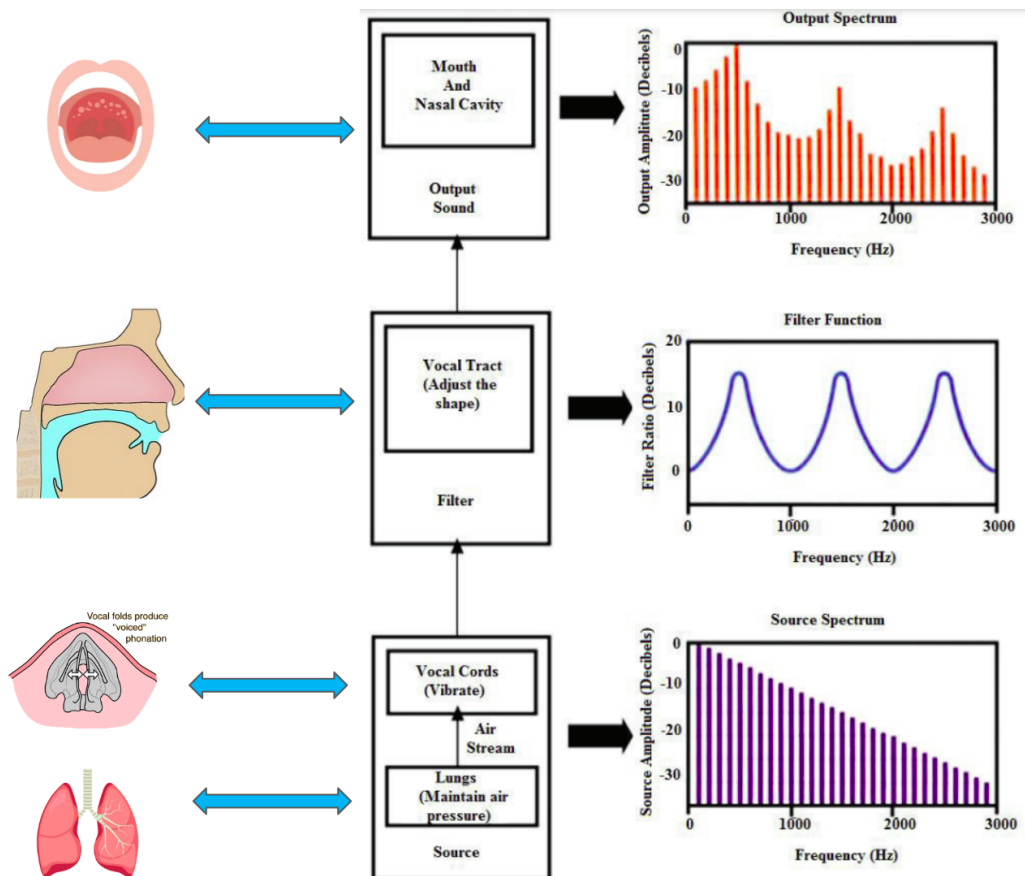 Output Spectrum
Mouth
And
Nasal Cavity
Output
Sound
Output Amplitute (Decibels)
0
-10
-20
-30
0
1000
2000
3000
Frequency (Hz)
Filter Function
Vocal Tract
(Adjust the
shape)
Filter
Filter Ratio (Decibels)
20
10
0
0
1000
2000
3000
Frequency (Hz)
Vocal folds produce
"voiced"
phonation
Source Spectrum
Vocal Cords
(Vibrate)
Air
Stream
Lungs
(Maintain air
pressure)
Source
Source Amplitude (Decibels)
0
-10
-20
-30
0
1000
2000
3000
Frequency (Hz)